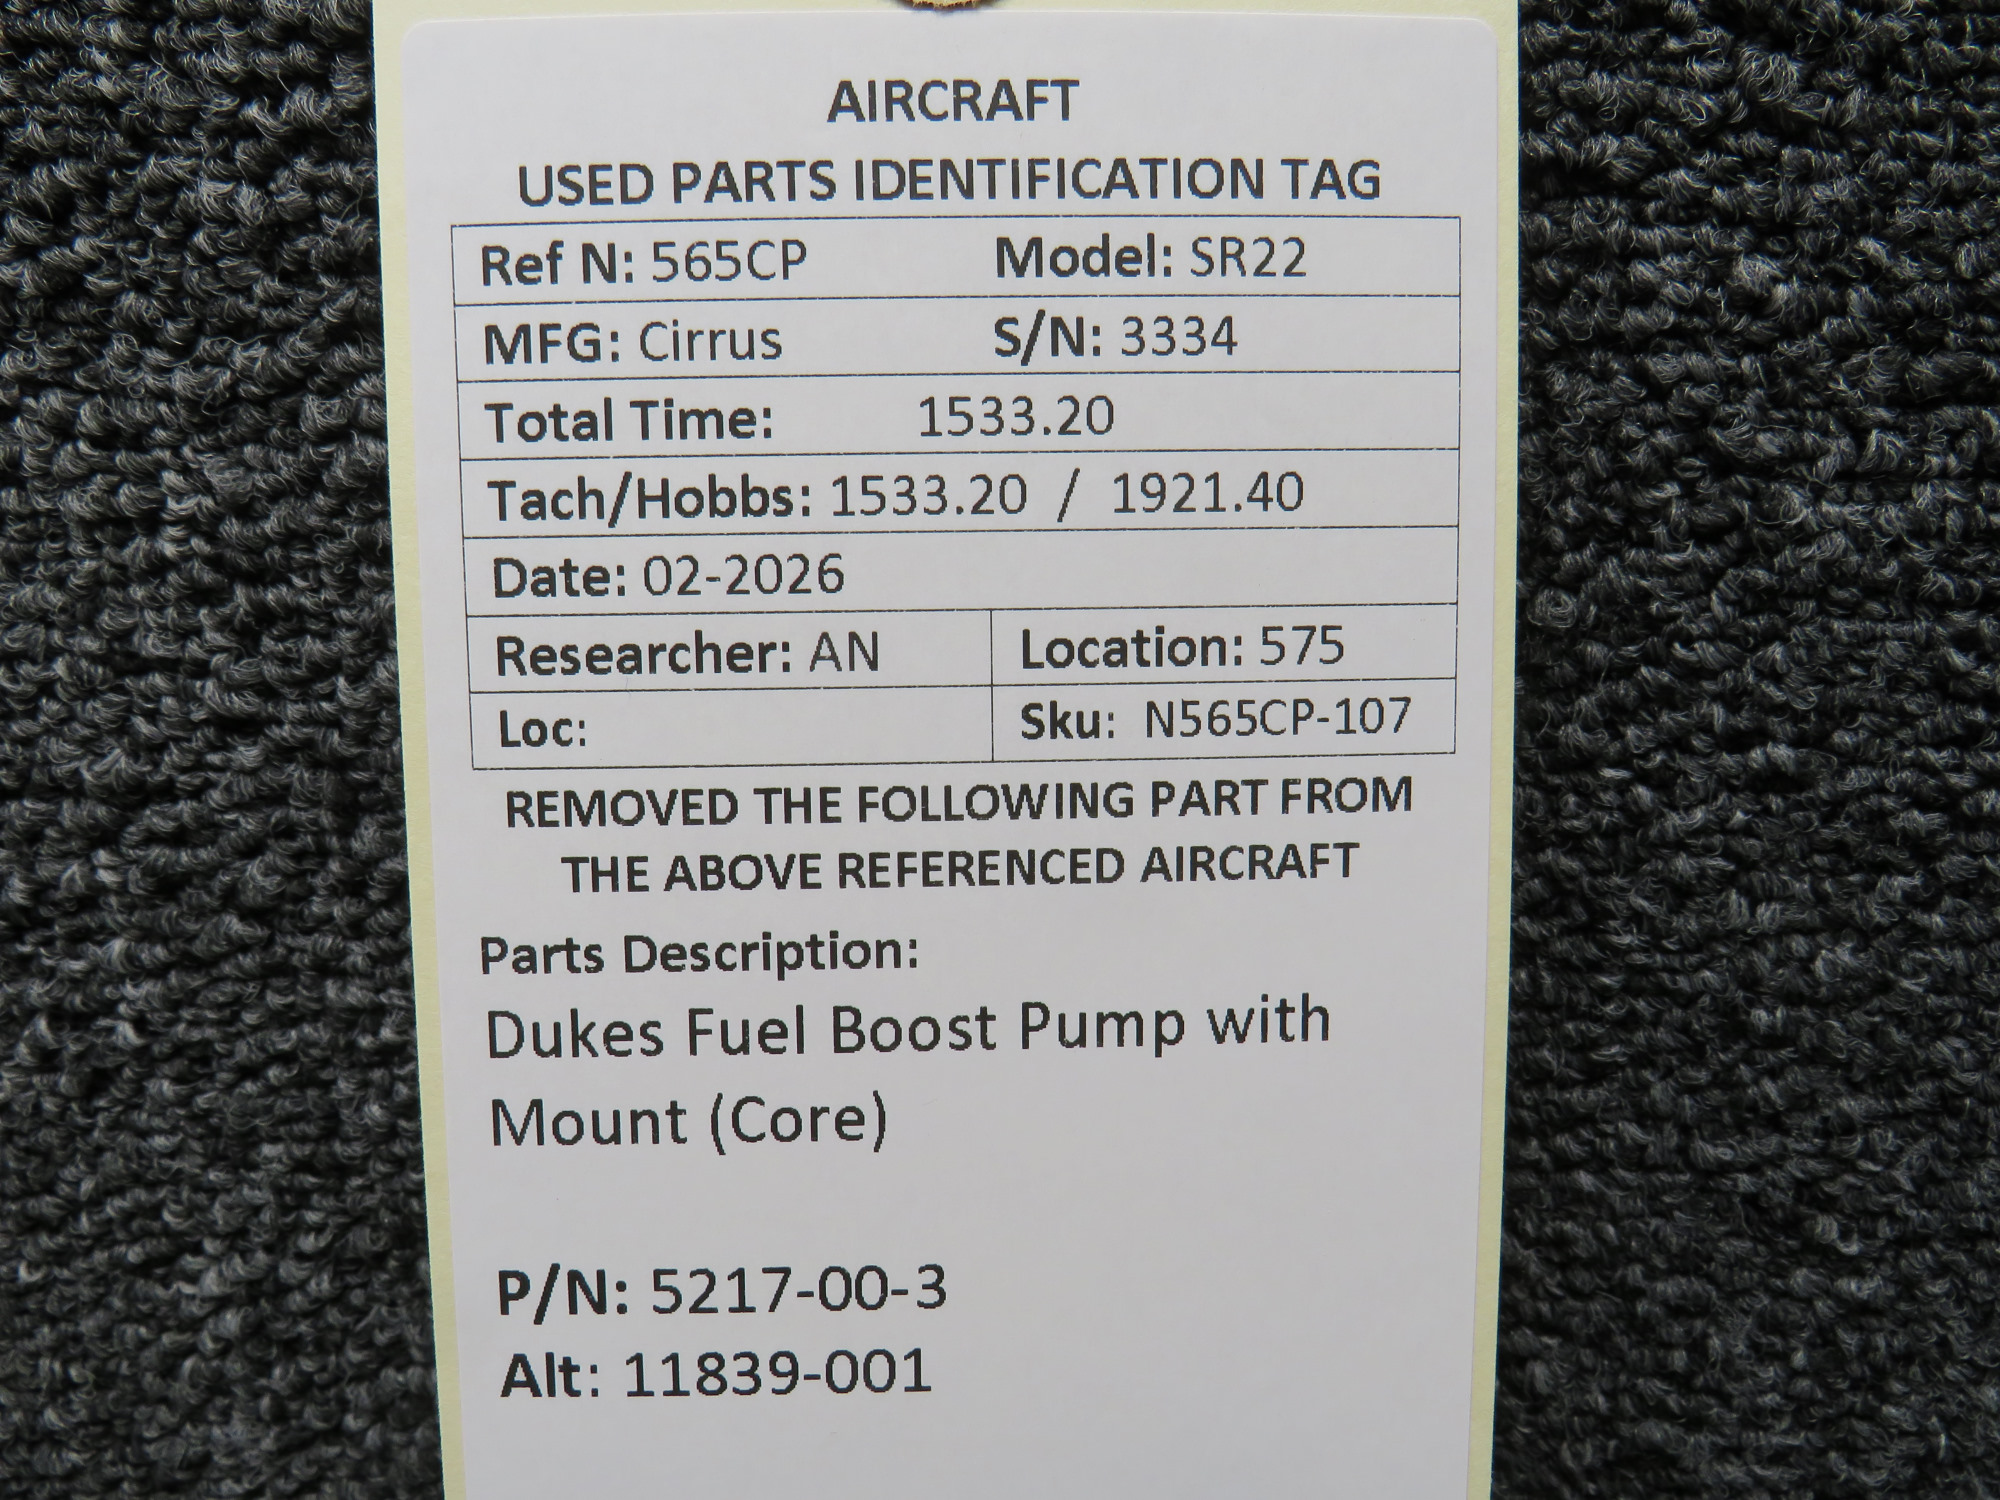 AIRCRAFT
USED PARTS IDENTIFICATION TAG
Ref N: 565CP Model: SR22
MFG: Cirrus S/N: 3334
Total Time: 1533.20
Tach/Hobbs: 1533.20 / 1921.40
Date: 02-2026
Researcher: AN Location: 575
Loc: Sku: N565CP-107
REMOVED THE FOLLOWING PART FROM
THE ABOVE REFERENCED AIRCRAFT
Parts Description:
Dukes Fuel Boost Pump with
Mount (Core)
P/N: 5217-00-3
Alt: 11839-001